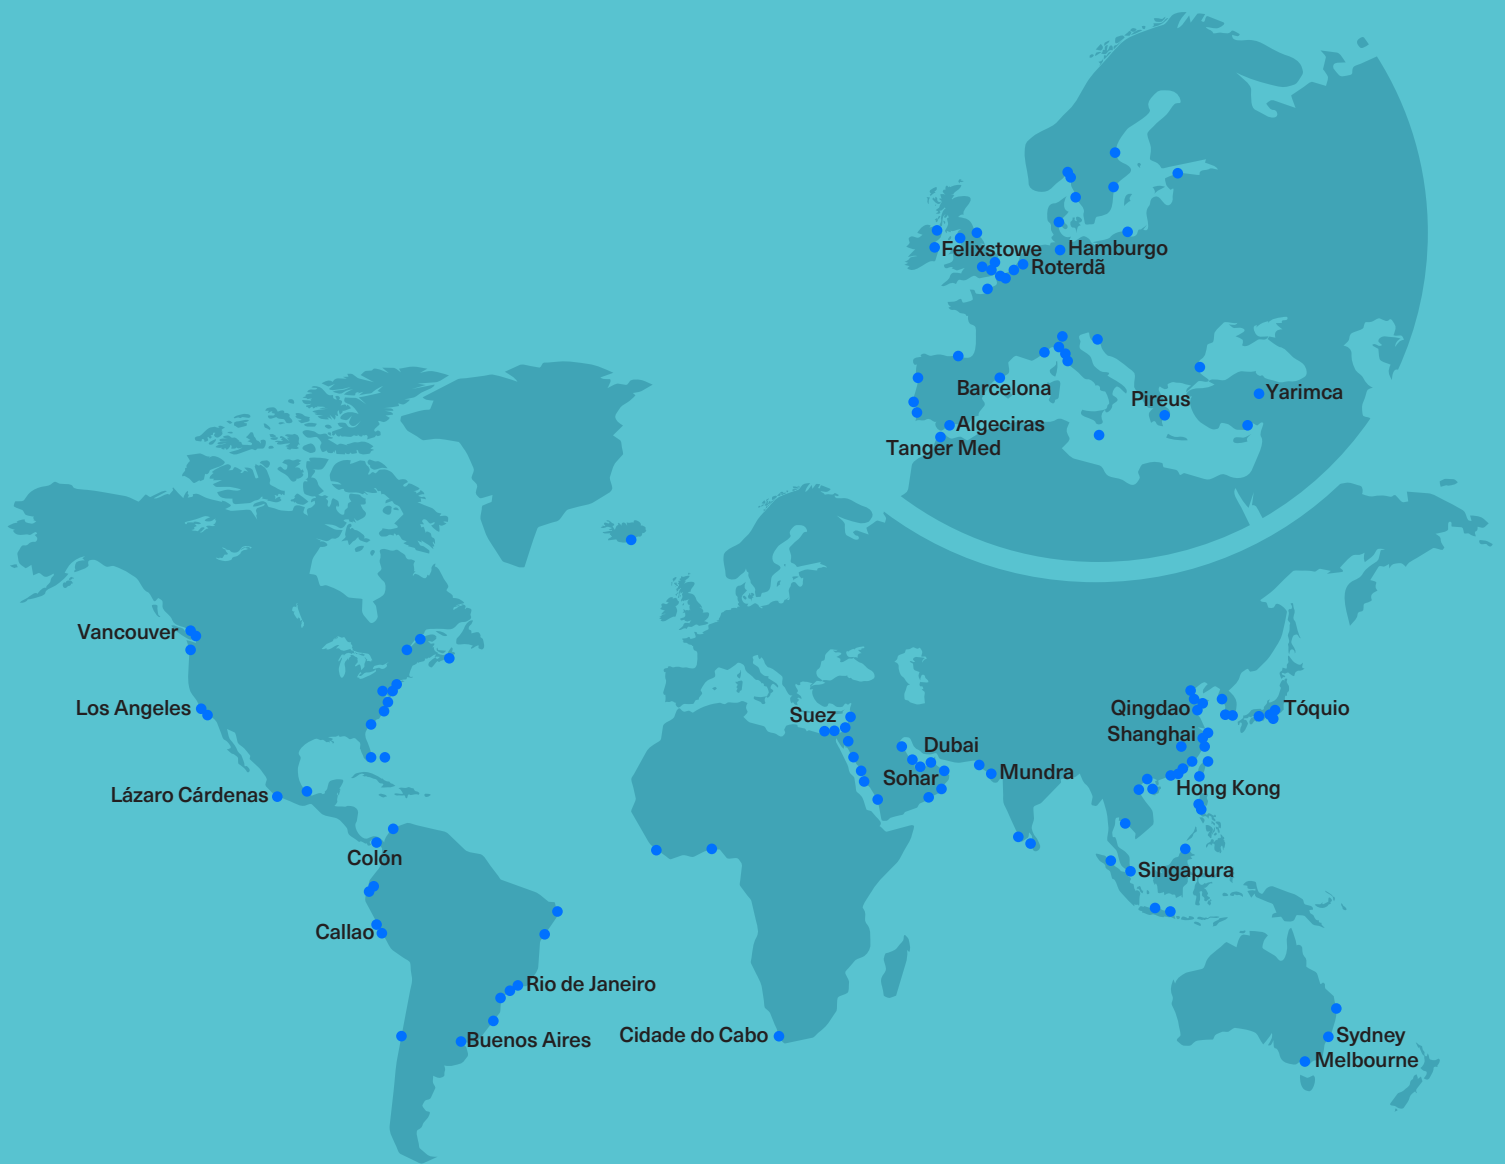 Felixstowe
Hamburgo
Roterdã
Barcelona
Pireus
Yarimca
Algeciras
Tanger Med
Vancouver
Los Angeles
Lázaro Cárdenas
Colón
Callao
Rio de Janeiro
Buenos Aires
Cidade do Cabo
Suez
Dubai
Sohar
Mundra
Qingdao
Tóquio
Shanghai
Hong Kong
Singapura
Sydney
Melbourne